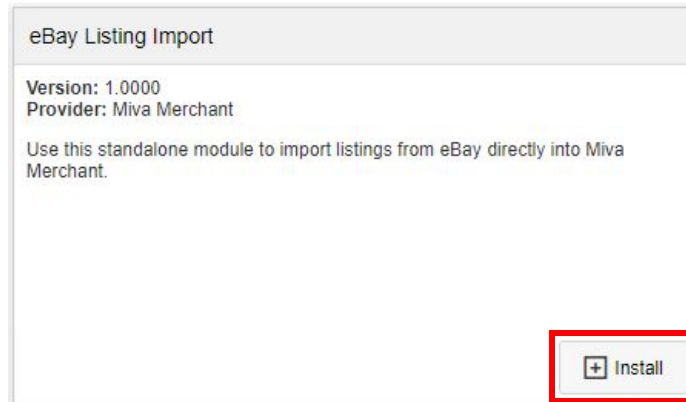 eBay Listing Import
Version: 1.0000
Provider: Miva Merchant
Use this standalone module to import listings from eBay directly into Miva
Merchant.
Install